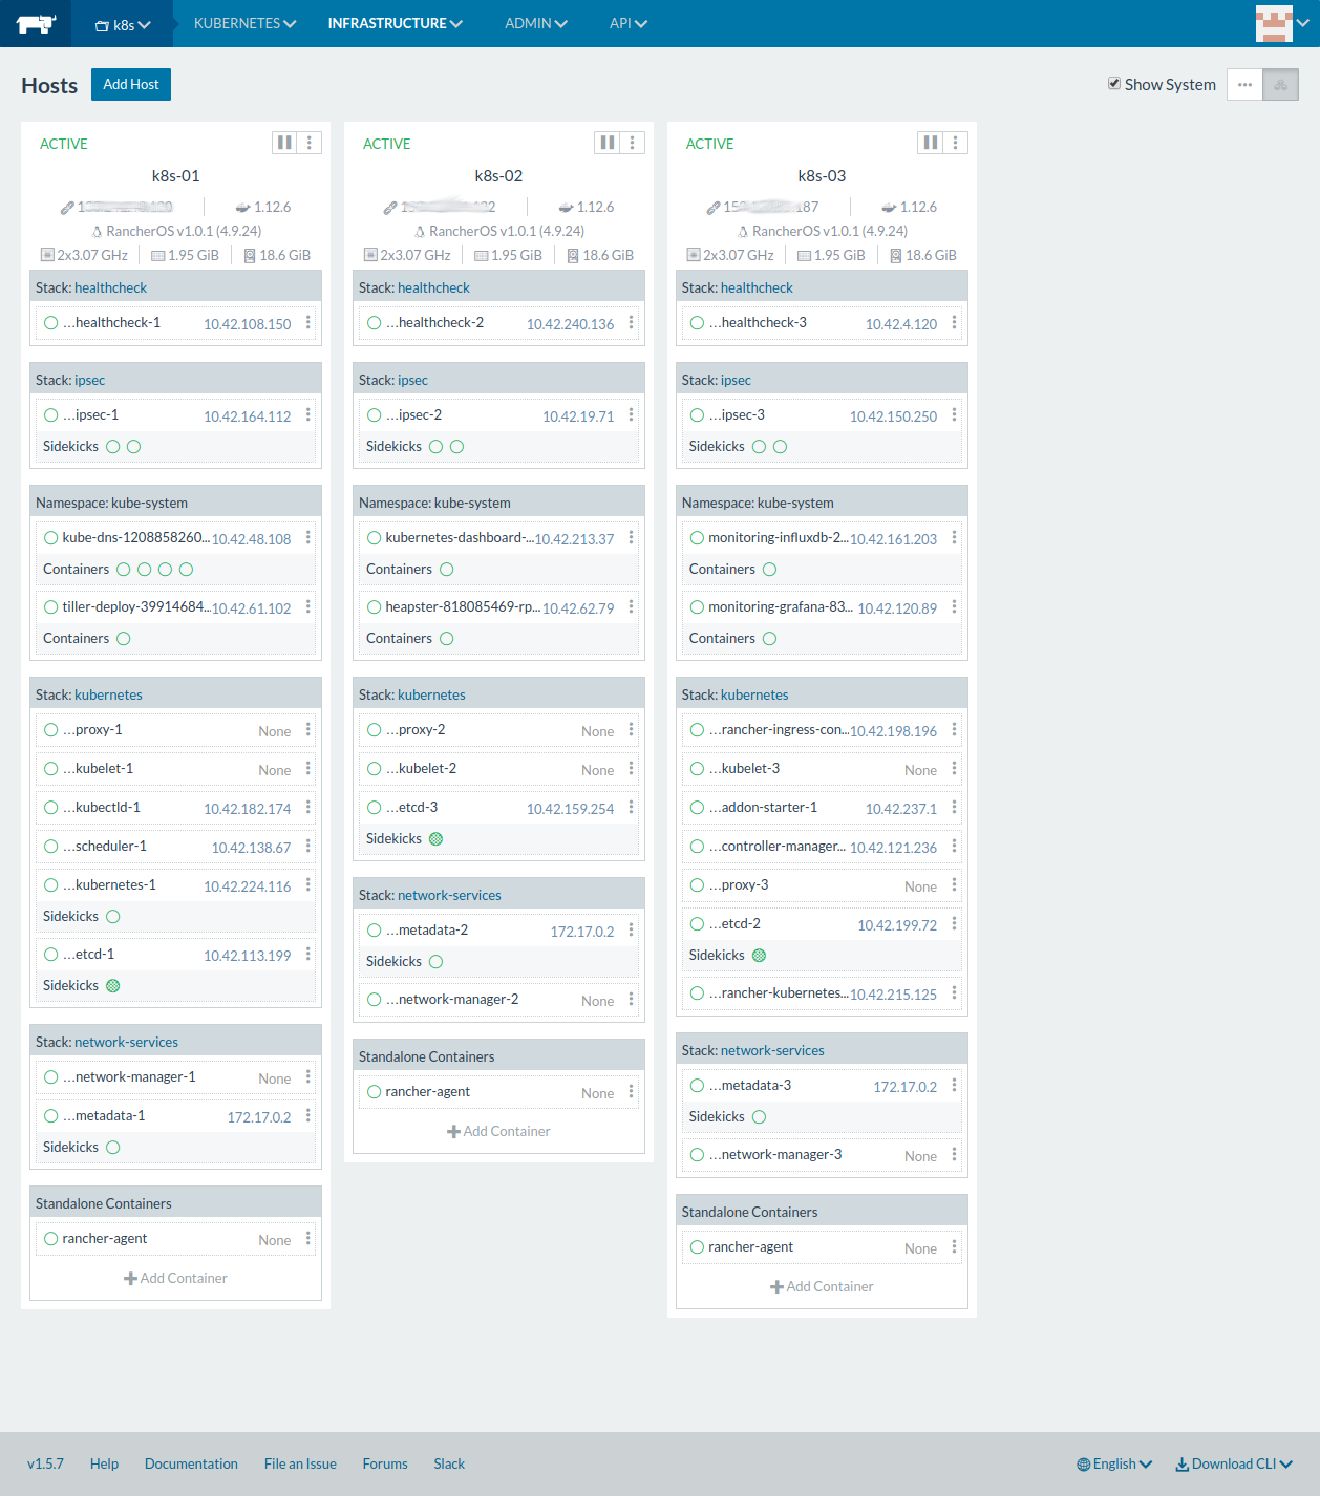 k8s KUBERNETES INFRASTRUCTURE ADMIN API
Hosts Add Host Show System
ACTIVE
k8s-01
1.12.6
RancherOS v1.0.1 (4.9.24)
2x3.07 GHz 1.95 GiB 18.6 GiB
Stack: healthcheck
...healthcheck-1 10.42.108.150
Stack: ipsec
...ipsec-1 10.42.164.112
Sidekicks
Namespace: kube-system
kube-dns-1208858260... 10.42.48.108
Containers
tiller-deploy-39914684... 10.42.61.102
Containers
Stack: kubernetes
...proxy-1 None
...kubelet-1 None
...kubectld-1 10.42.182.174
...scheduler-1 10.42.138.67
...kubernetes-1 10.42.224.116
Sidekicks
...etcd-1 10.42.113.199
Sidekicks
Stack: network-services
...network-manager-1 None
...metadata-1 172.17.0.2
Sidekicks
Standalone Containers
rancher-agent None
Add Container
ACTIVE
k8s-02
1.12.6
RancherOS v1.0.1 (4.9.24)
2x3.07 GHz 1.95 GiB 18.6 GiB
Stack: healthcheck
...healthcheck-2 10.42.240.136
Stack: ipsec
...ipsec-2 10.42.19.71
Sidekicks
Namespace: kube-system
kubernetes-dashboard-... 10.42.213.37
Containers
heapster-818085469-rp... 10.42.62.79
Containers
Stack: kubernetes
...proxy-2 None
...kubelet-2 None
...etcd-3 10.42.159.254
Sidekicks
Stack: network-services
...metadata-2 172.17.0.2
Sidekicks
...network-manager-2 None
Standalone Containers
rancher-agent None
Add Container
ACTIVE
k8s-03
1.12.6
RancherOS v1.0.1 (4.9.24)
2x3.07 GHz 1.95 GiB 18.6 GiB
Stack: healthcheck
...healthcheck-3 10.42.4.120
Stack: ipsec
...ipsec-3 10.42.150.250
Sidekicks
Namespace: kube-system
monitoring-influxdb-2... 10.42.161.203
Containers
monitoring-grafana-83... 10.42.120.89
Containers
Stack: kubernetes
...rancher-ingress-con... 10.42.198.196
...kubelet-3 None
...addon-starter-1 10.42.237.1
...controller-manager... 10.42.121.236
...proxy-3 None
...etcd-2 10.42.199.72
Sidekicks
...rancher-kubernetes... 10.42.215.125
Stack: network-services
...metadata-3 172.17.0.2
Sidekicks
...network-manager-3 None
Standalone Containers
rancher-agent None
Add Container
v1.5.7 Help Documentation File an Issue Forums Slack English Download CLI